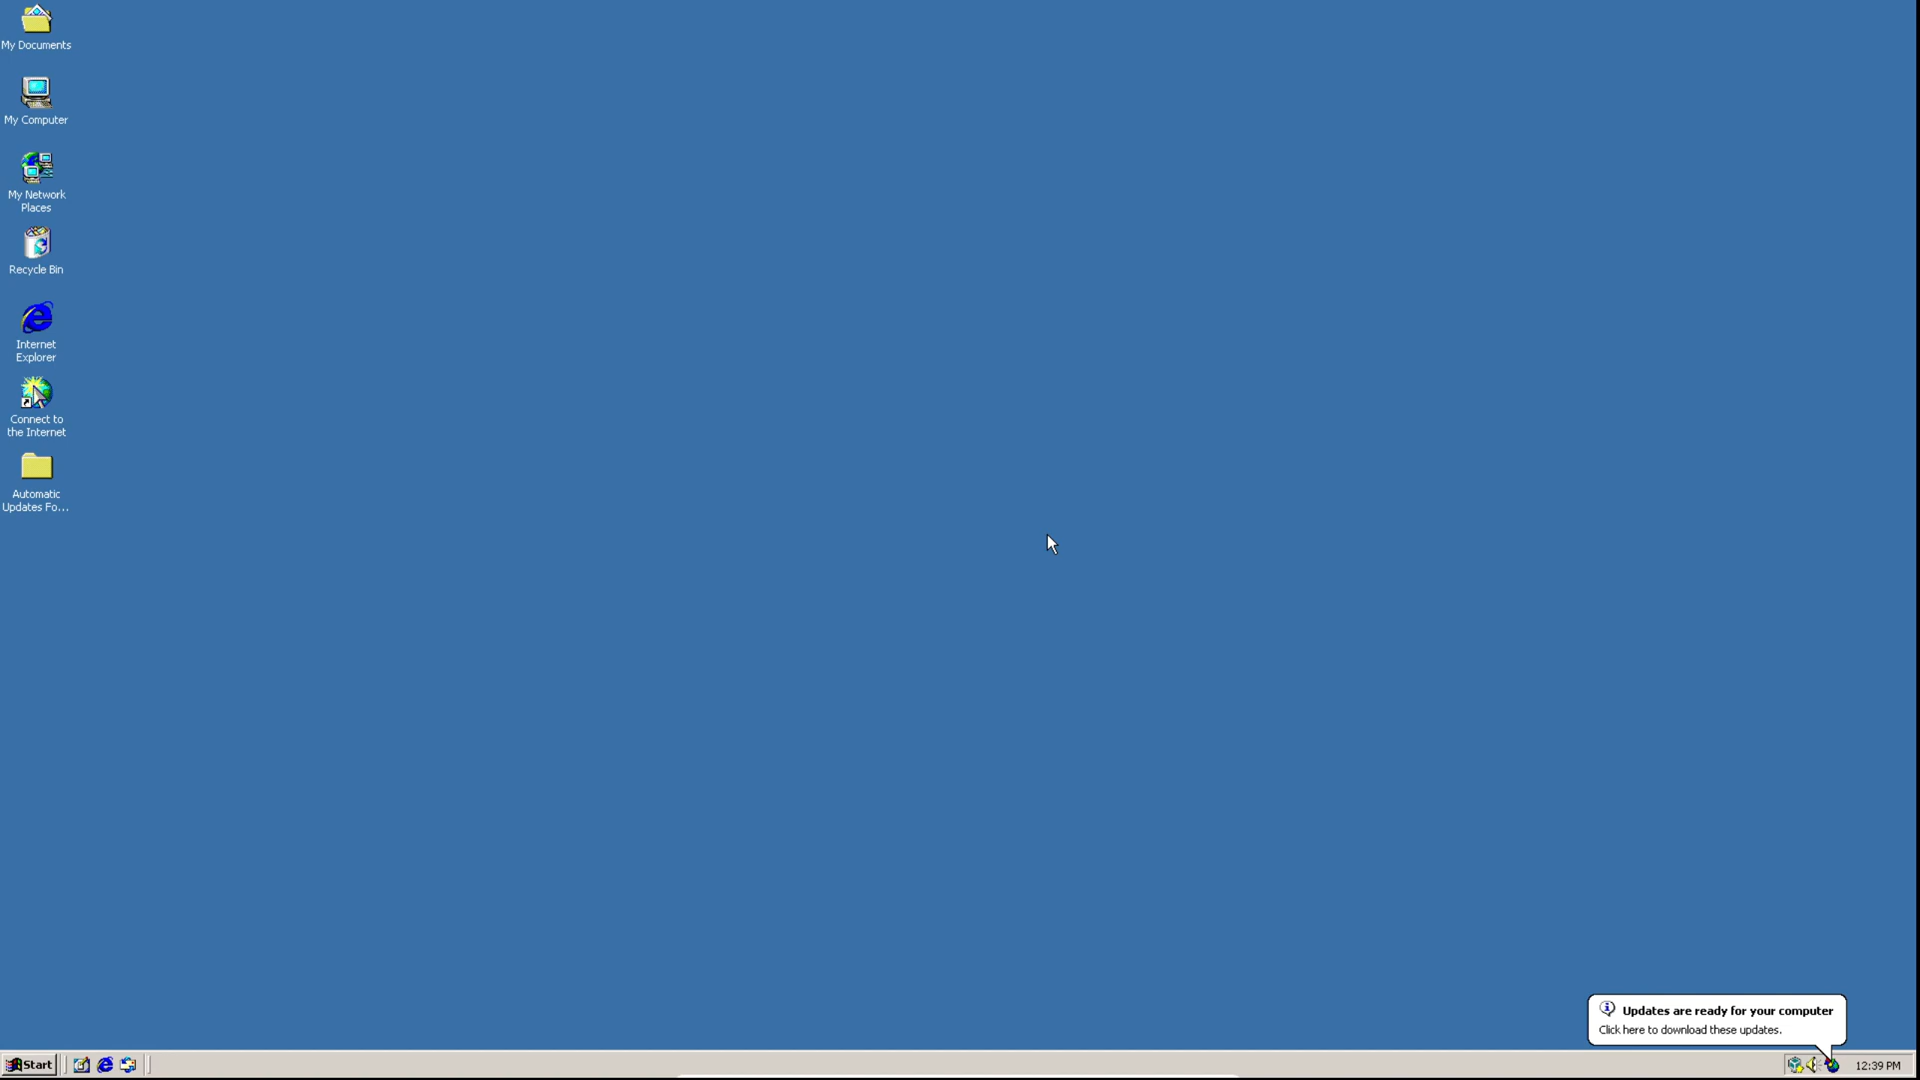 My Documents
My Computer
My Network
Places
Recycle Bin
Internet
Explorer
Connect to
the Internet
Automatic
Updates Fo...
Updates are ready for your computer
Click here to download these updates.
Start
12:39 PM